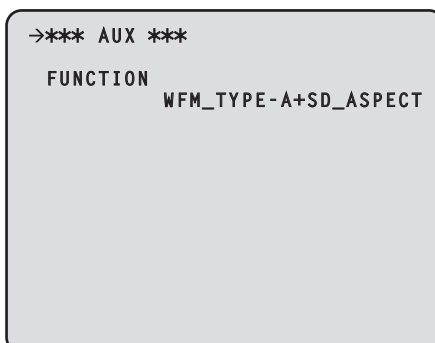 →*** AUX ***
FUNCTION
WFM_TYPE-A+SD_ASPECT